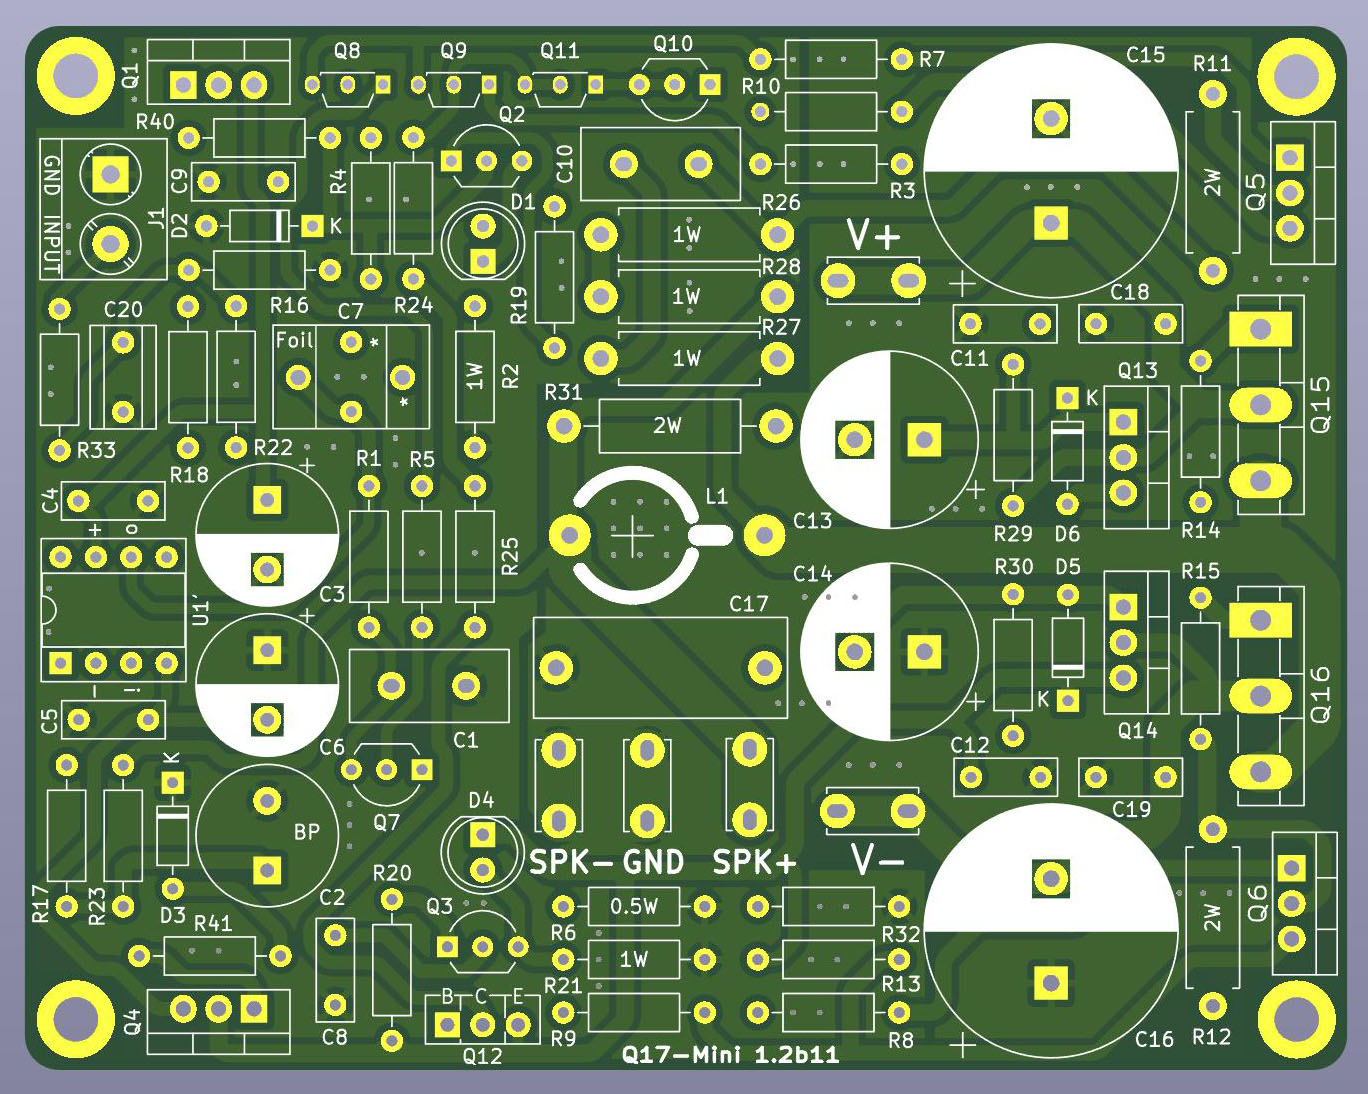 Q1
Q8
Q9
Q11
Q10
R7
C15
R11
R10
Q2
R40
C9
R4
C10
R3
2W
Q5
GND INPUT
J1
D2
K
D1
R26
1W
V+
R28
R19
1W
R16
R24
C20
C7
Foil
*
*
R27
1W
C18
C11
Q13
1W
R2
R31
K
Q15
2W
R33
R18
R22
+
R1
R5
C4
+ o
L1
+
C13
R29
D6
R14
U1´
C3
+
R25
C14
R30
D5
R15
C17
– i
C5
C6
C1
+
K
Q14
Q16
C12
C19
K
Q7
D4
BP
SPK- GND SPK+
V-
R17
R23
D3
C2
R20
Q3
R41
0.5W
R6
R32
2W
Q6
1W
R21
R13
Q4
C8
B C E
Q12
R9
R8
+
C16
R12
Q17-Mini 1.2b11